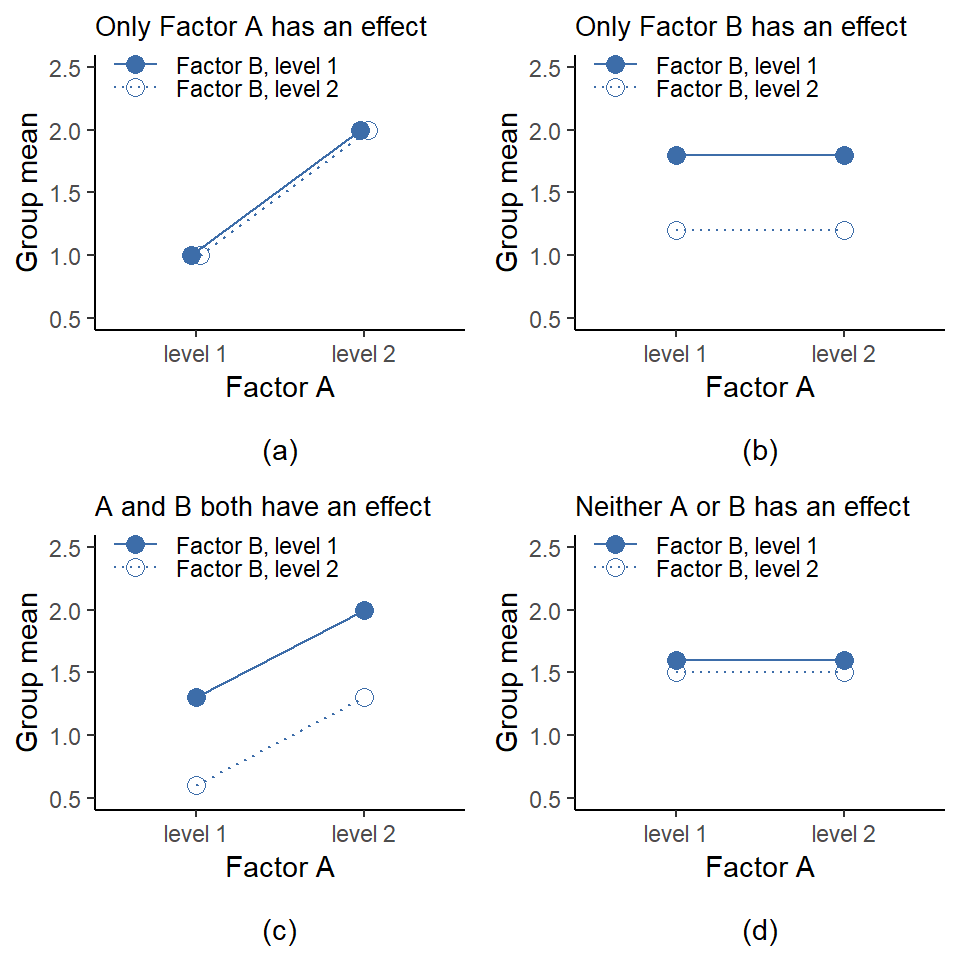 Only Factor A has an effect
Factor B, level 1
Factor B, level 2
2.5
2.0
1.5
1.0
0.5
Group mean
level 1 level 2
Factor A
(a)
Only Factor B has an effect
Factor B, level 1
Factor B, level 2
2.5
2.0
1.5
1.0
0.5
Group mean
level 1 level 2
Factor A
(b)
A and B both have an effect
Factor B, level 1
Factor B, level 2
2.5
2.0
1.5
1.0
0.5
Group mean
level 1 level 2
Factor A
(c)
Neither A or B has an effect
Factor B, level 1
Factor B, level 2
2.5
2.0
1.5
1.0
0.5
Group mean
level 1 level 2
Factor A
(d)